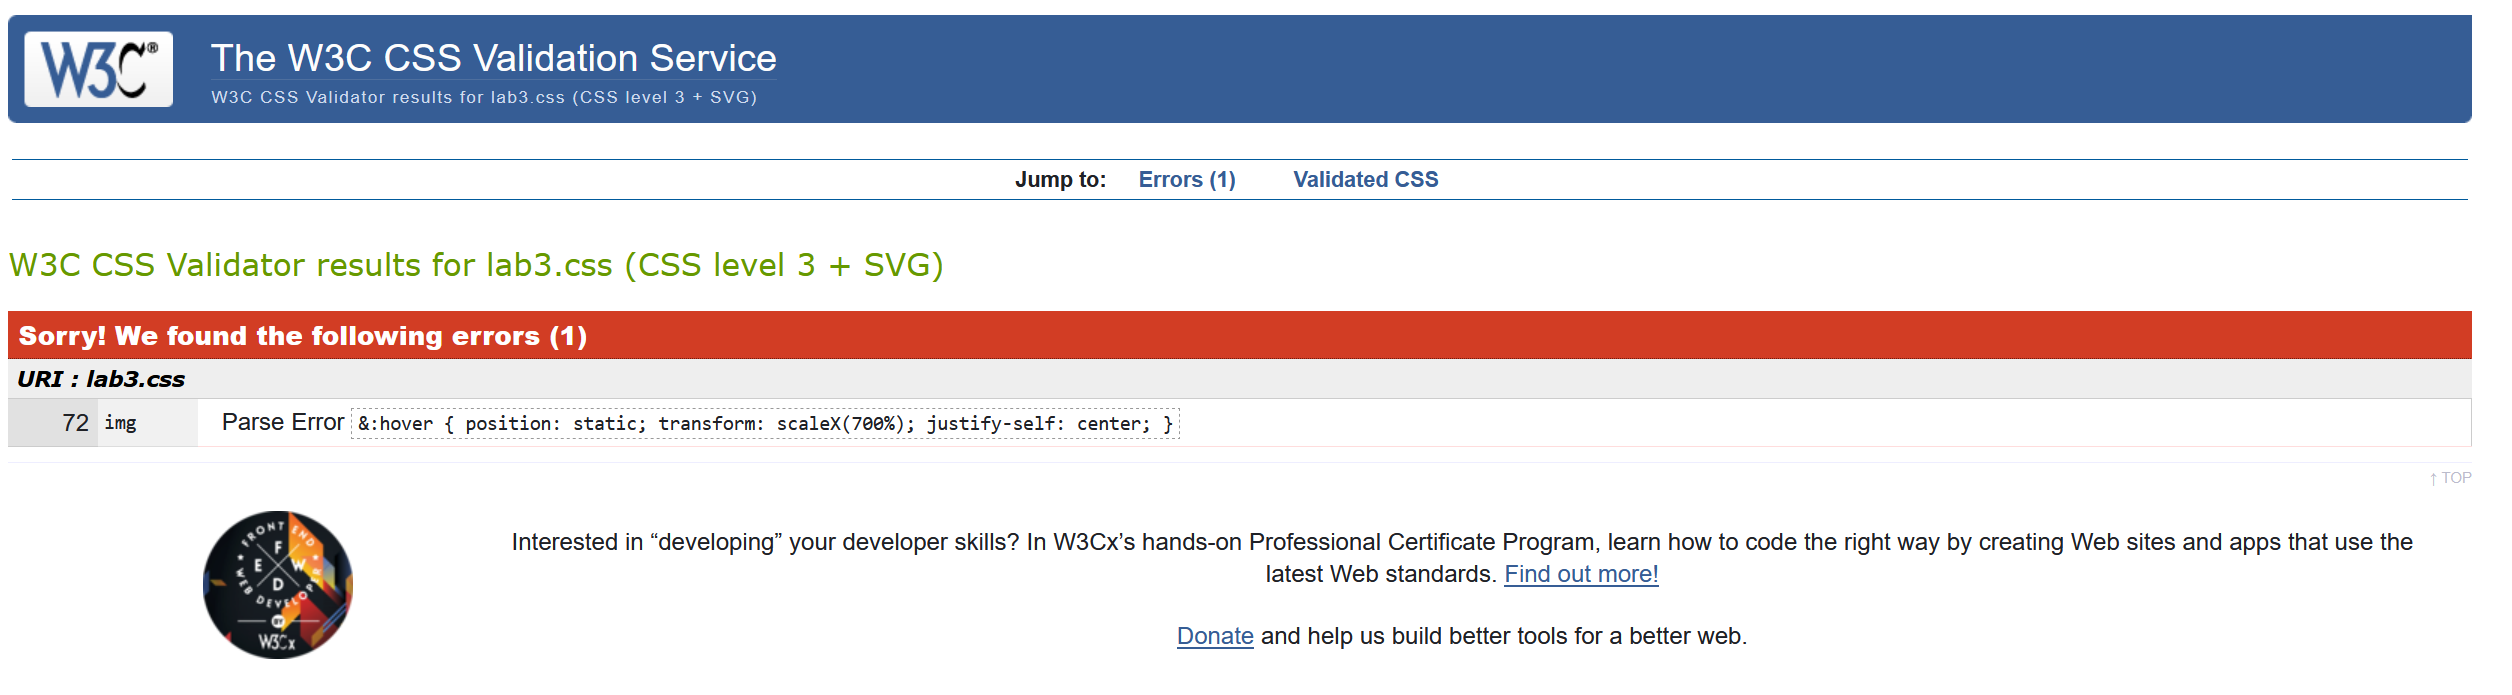 W3C®
The W3C CSS Validation Service
W3C CSS Validator results for lab3.css (CSS level 3 + SVG)
Jump to: Errors (1) Validated CSS
W3C CSS Validator results for lab3.css (CSS level 3 + SVG)
Sorry! We found the following errors (1)
URI : lab3.css
72 img Parse Error &:hover { position: static; transform: scaleX(700%); justify-self: center; }
↑ TOP
FRONT END
F
E W
D
WEB DEVELOPER
W3Cx
Interested in “developing” your developer skills? In W3Cx’s hands-on Professional Certificate Program, learn how to code the right way by creating Web sites and apps that use the
latest Web standards. Find out more!
Donate and help us build better tools for a better web.